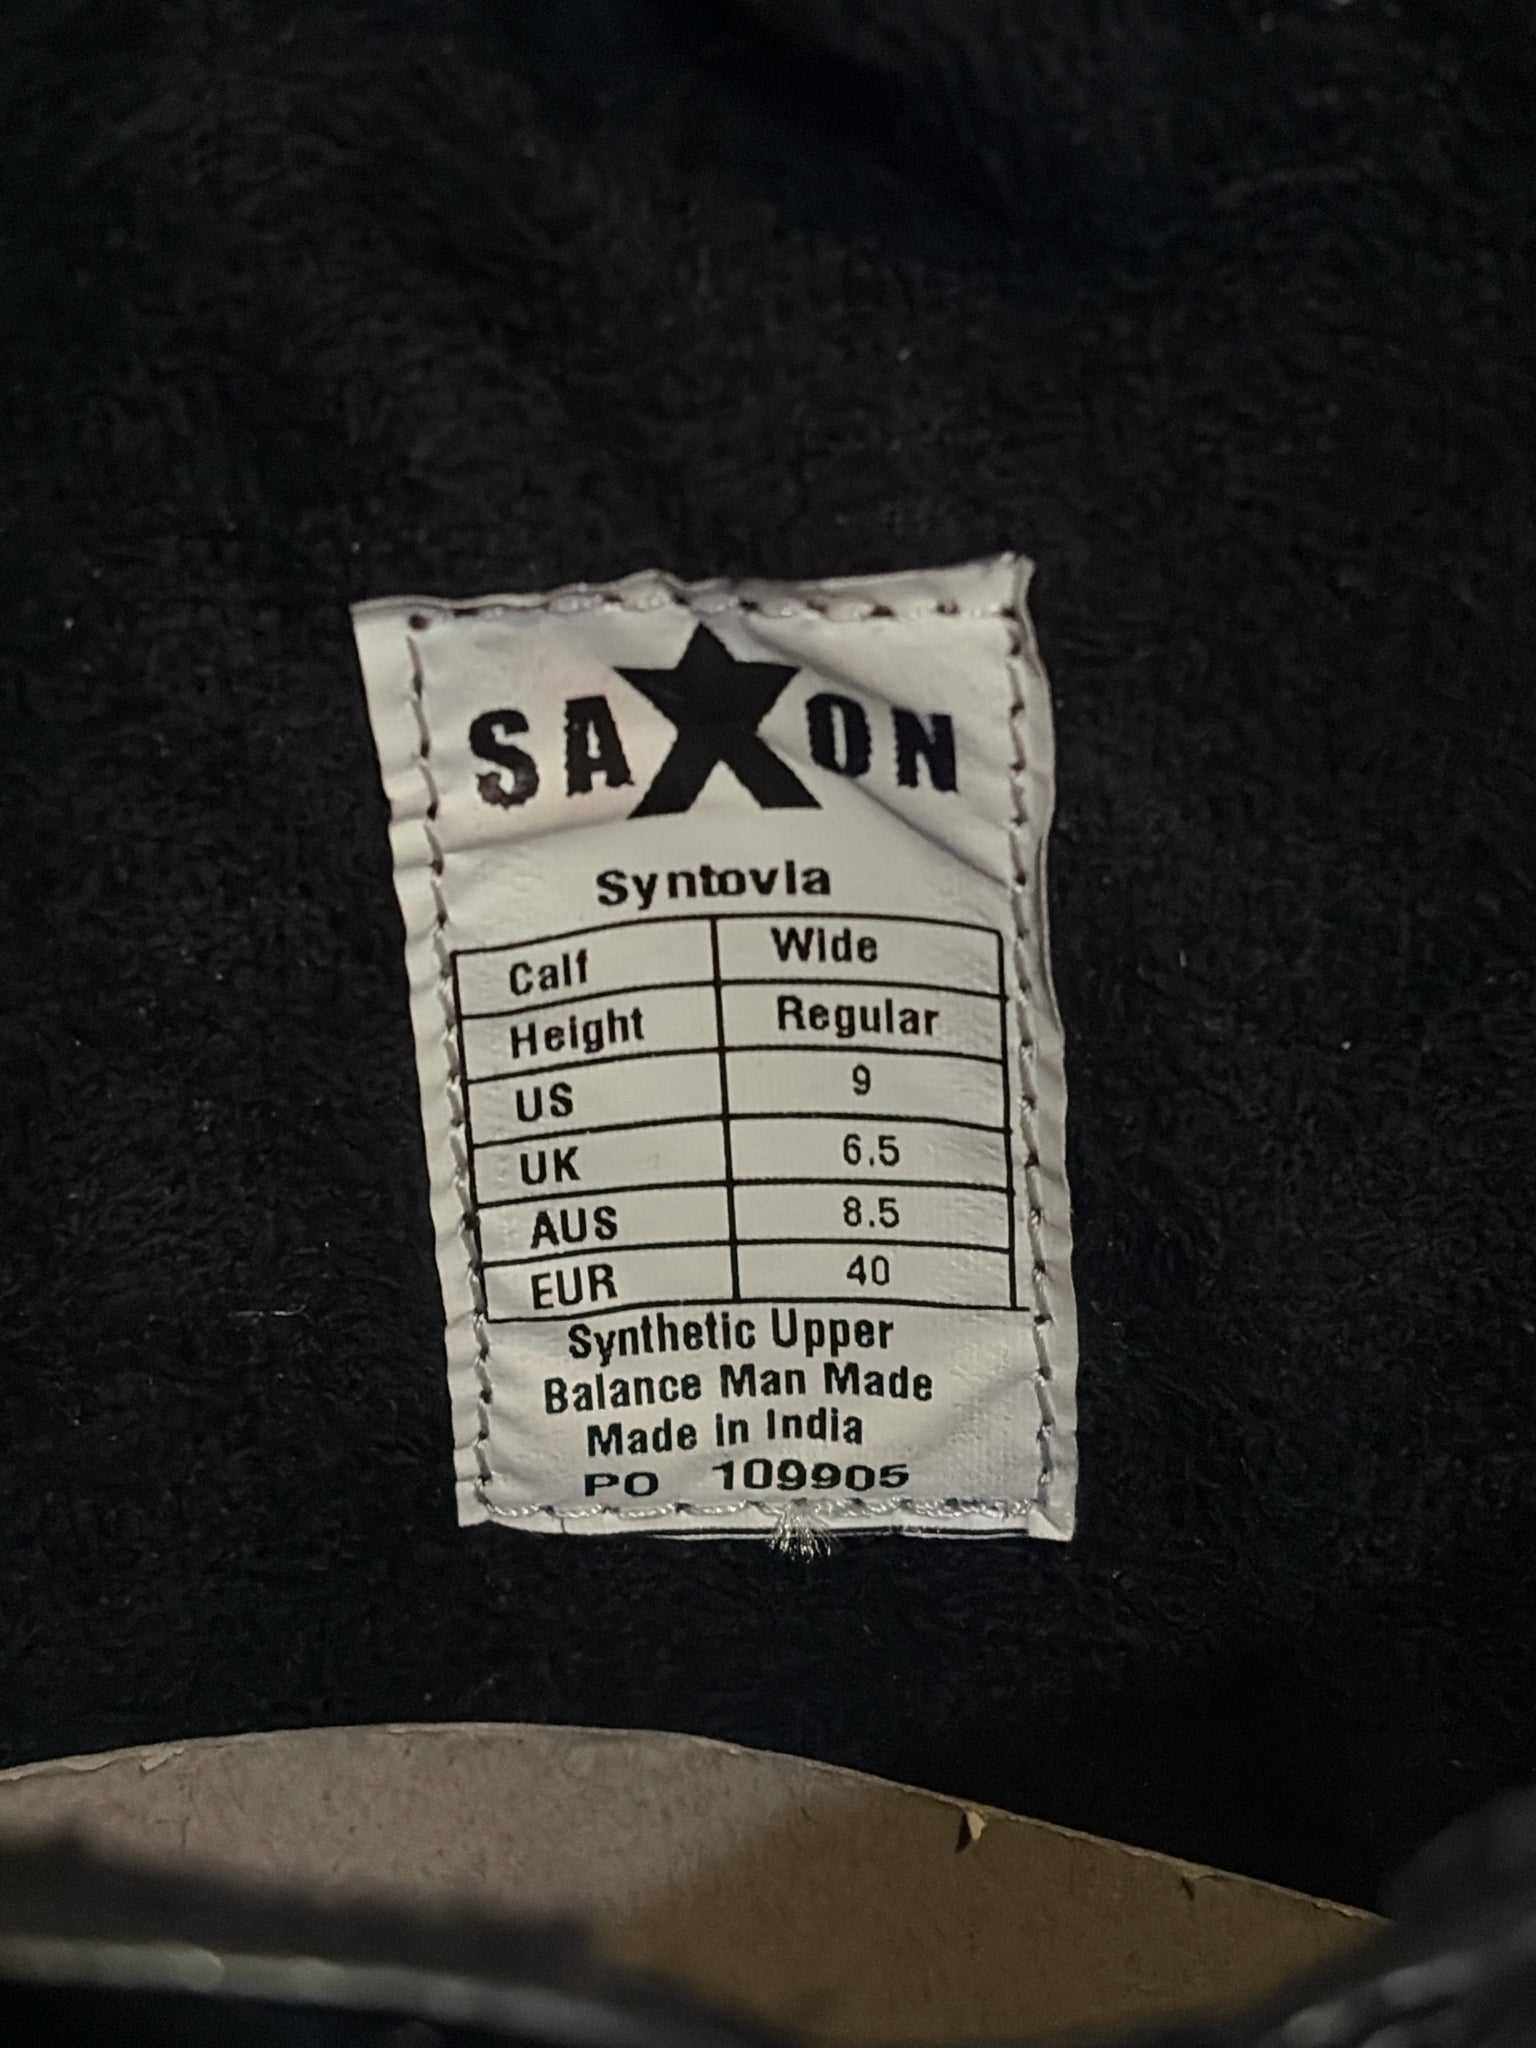 SAXON
Syntovia
Calf Wide
Height Regular
US 9
UK 6.5
AUS 8.5
EUR 40
Synthetic Upper
Balance Man Made
Made in India
PO 109905